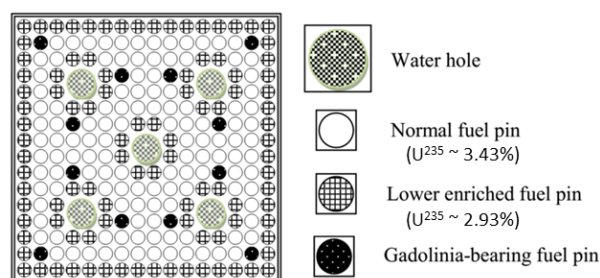 Water hole
Normal fuel pin
(U²³⁵ ~ 3.43%)
Lower enriched fuel pin
(U²³⁵ ~ 2.93%)
Gadolinia-bearing fuel pin